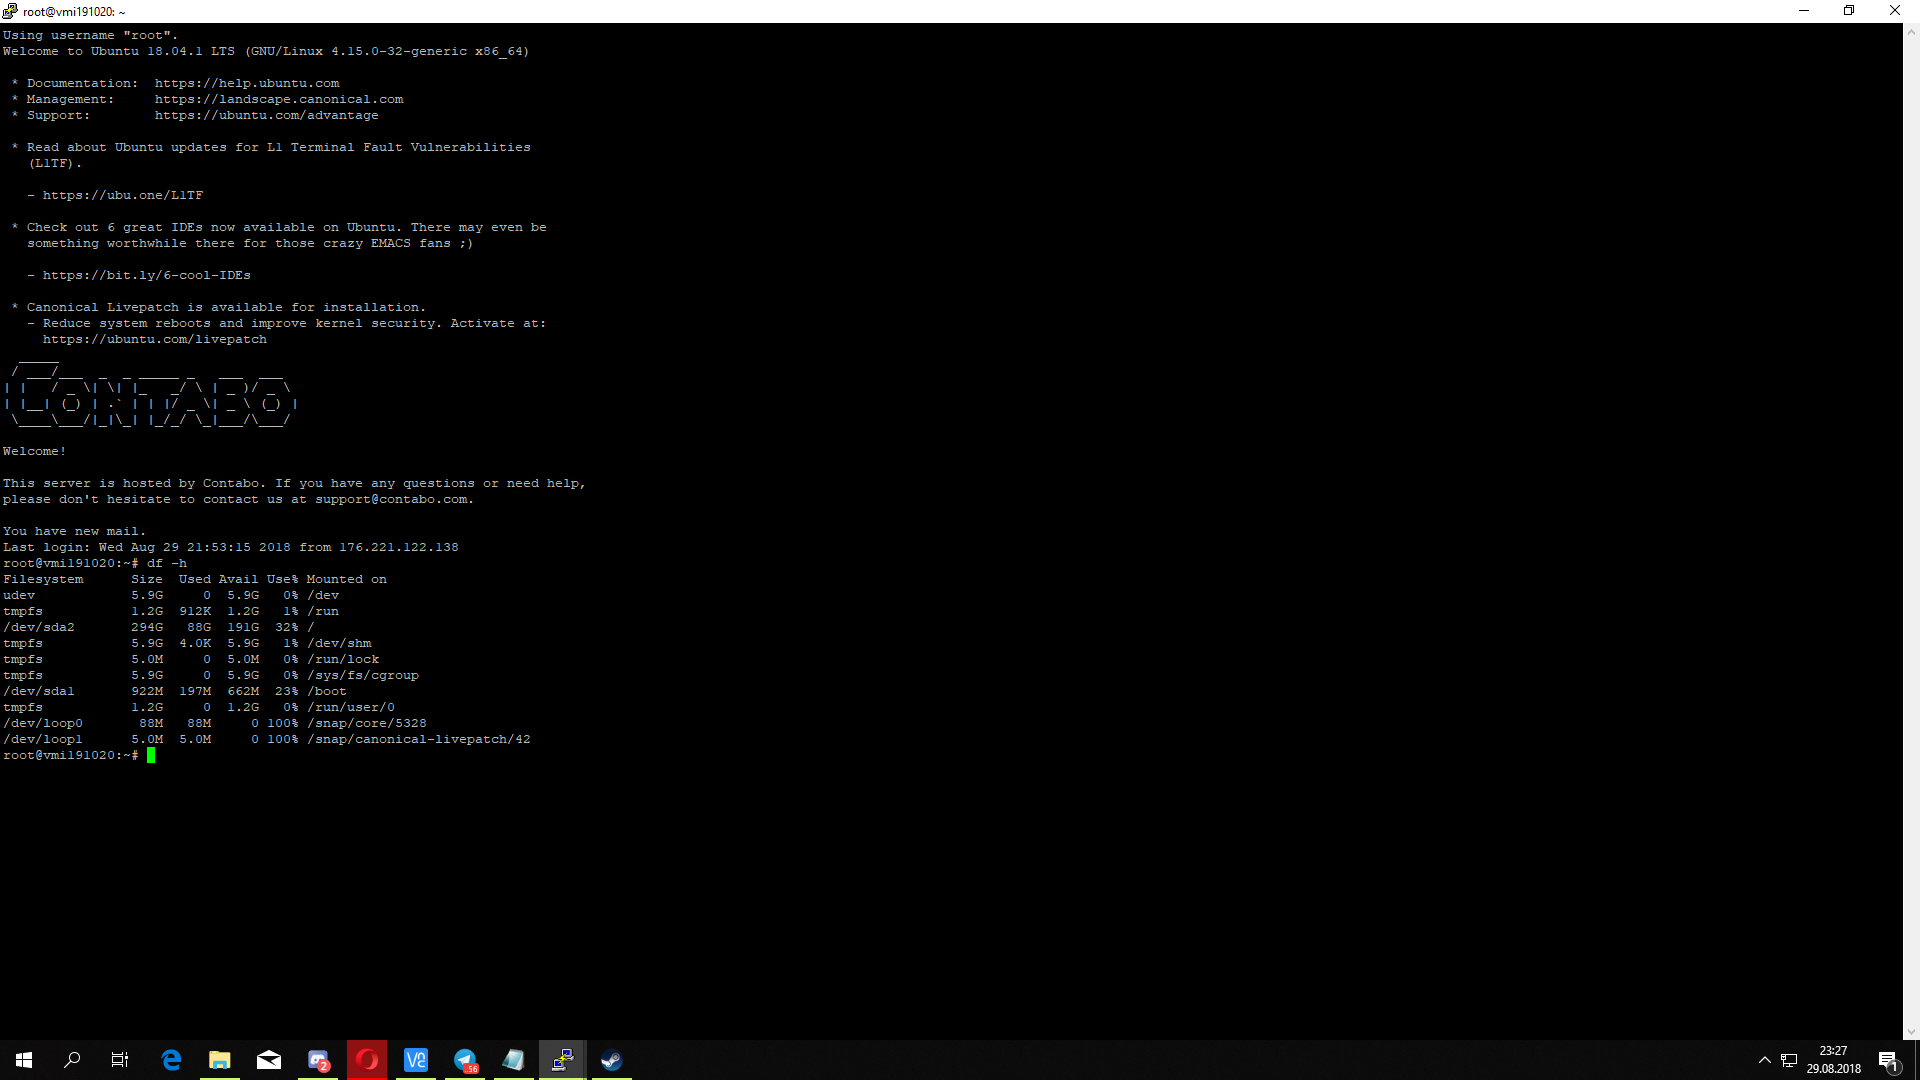 root@vmi191020: ~
Using username "root".
Welcome to Ubuntu 18.04.1 LTS (GNU/Linux 4.15.0-32-generic x86_64)
* Documentation:  https://help.ubuntu.com
* Management:     https://landscape.canonical.com
* Support:        https://ubuntu.com/advantage
* Read about Ubuntu updates for L1 Terminal Fault Vulnerabilities
(L1TF).
- https://ubu.one/L1TF
* Check out 6 great IDEs now available on Ubuntu. There may even be
something worthwhile there for those crazy EMACS fans ;)
- https://bit.ly/6-cool-IDEs
* Canonical Livepatch is available for installation.
- Reduce system reboots and improve kernel security. Activate at:
https://ubuntu.com/livepatch
CONTABO
Welcome!
This server is hosted by Contabo. If you have any questions or need help,
please don't hesitate to contact us at support@contabo.com.
You have new mail.
Last login: Wed Aug 29 21:53:15 2018 from 176.221.122.138
root@vmi191020:~# df -h
Filesystem      Size  Used Avail Use% Mounted on
udev            5.9G     0  5.9G   0% /dev
tmpfs           1.2G  912K  1.2G   1% /run
/dev/sda2       294G   88G  191G  32% /
tmpfs           5.9G  4.0K  5.9G   1% /dev/shm
tmpfs           5.0M     0  5.0M   0% /run/lock
tmpfs           5.9G     0  5.9G   0% /sys/fs/cgroup
/dev/sda1       922M  197M  662M  23% /boot
tmpfs           1.2G     0  1.2G   0% /run/user/0
/dev/loop0       88M   88M     0 100% /snap/core/5328
/dev/loop1      5.0M  5.0M     0 100% /snap/canonical-livepatch/42
root@vmi191020:~#
2
56
23:27
29.08.2018
1